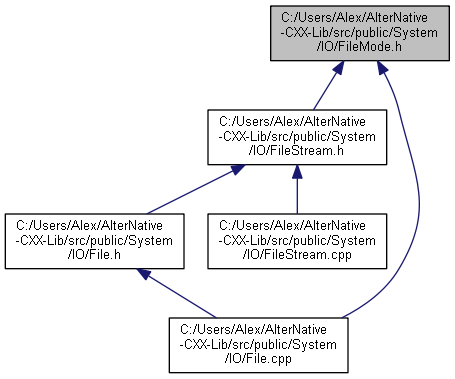 C:/Users/Alex/AlterNative
-CXX-Lib/src/public/System
/IO/FileMode.h
C:/Users/Alex/AlterNative
-CXX-Lib/src/public/System
/IO/FileStream.h
C:/Users/Alex/AlterNative
-CXX-Lib/src/public/System
/IO/File.h
C:/Users/Alex/AlterNative
-CXX-Lib/src/public/System
/IO/FileStream.cpp
C:/Users/Alex/AlterNative
-CXX-Lib/src/public/System
/IO/File.cpp